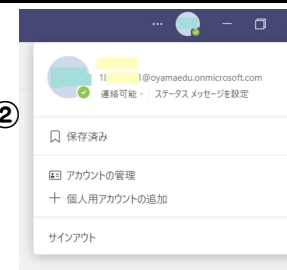 …
18 1@oyamaedu.onmicrosoft.com
連絡可能 ステータス メッセージを設定
②
保存済み
アカウントの管理
個人用アカウントの追加
サインアウト